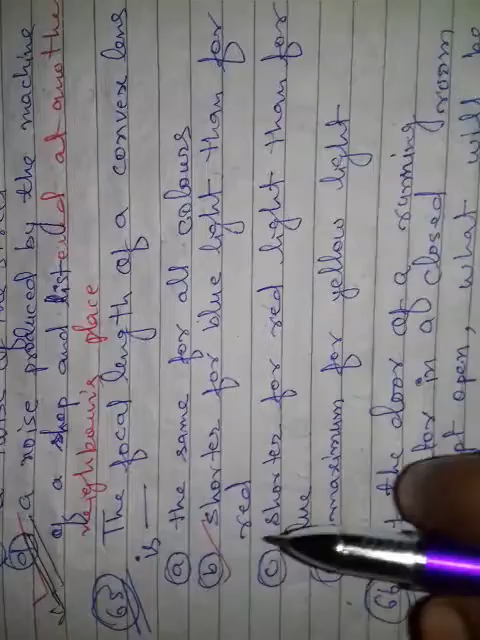 (d) a noise produced by the machine
of a shop and listened at another
neighbour's place
(65) The focal length of a convex lens
is —
(a) the same for all colours
(b) shorter for blue light than for
red
(c) shorter for red light than for
maximum for yellow light
(66) the door of a running
in a closed room
open, what will be